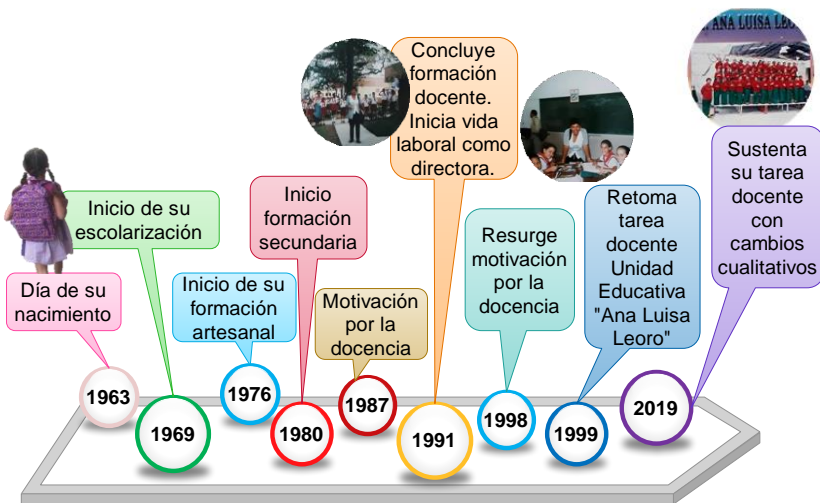 Día de su
nacimiento
1963
Inicio de su
escolarización
1969
Inicio de su
formación
artesanal
1976
Inicio
formación
secundaria
1980
Motivación
por la
docencia
1987
Concluye
formación
docente.
Inicia vida
laboral como
directora.
1991
Resurge
motivación
por la
docencia
1998
Retoma
tarea
docente
Unidad
Educativa
"Ana Luisa
Leoro"
1999
ANA LUISA LEO
Sustenta
su tarea
docente
con
cambios
cualitativos
2019